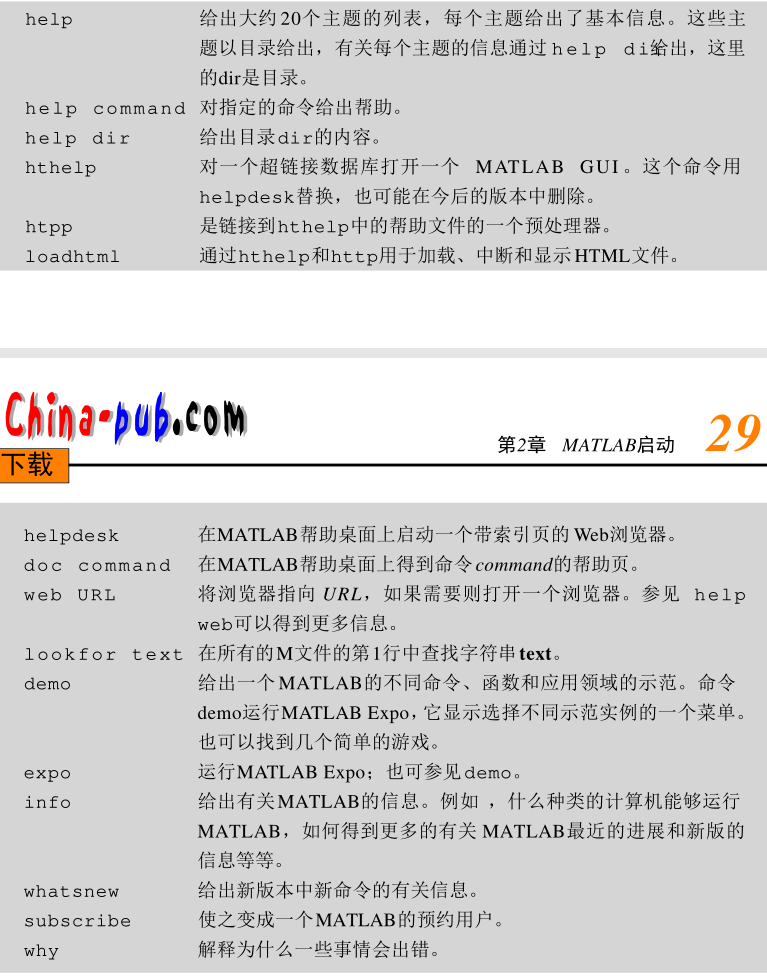 help 给出大约20个主题的列表，每个主题给出了基本信息。这些主
题以目录给出，有关每个主题的信息通过 help di给出，这里
的dir是目录。
help command 对指定的命令给出帮助。
help dir 给出目录dir的内容。
hthelp 对一个超链接数据库打开一个 MATLAB GUI。这个命令用
helpdesk替换，也可能在今后的版本中删除。
htpp 是链接到hthelp中的帮助文件的一个预处理器。
loadhtml 通过hthelp和http用于加载、中断和显示HTML文件。
China-pub.com
下载
第2章 MATLAB启动 29
helpdesk 在MATLAB帮助桌面上启动一个带索引页的 Web浏览器。
doc command 在MATLAB帮助桌面上得到命令command的帮助页。
web URL 将浏览器指向 URL，如果需要则打开一个浏览器。参见 help
web可以得到更多信息。
lookfor text 在所有的M文件的第1行中查找字符串text。
demo 给出一个MATLAB的不同命令、函数和应用领域的示范。命令
demo运行MATLAB Expo，它显示选择不同示范实例的一个菜单。
也可以找到几个简单的游戏。
expo 运行MATLAB Expo；也可参见demo。
info 给出有关MATLAB的信息。例如 ，什么种类的计算机能够运行
MATLAB，如何得到更多的有关 MATLAB最近的进展和新版的
信息等等。
whatsnew 给出新版本中新命令的有关信息。
subscribe 使之变成一个MATLAB的预约用户。
why 解释为什么一些事情会出错。